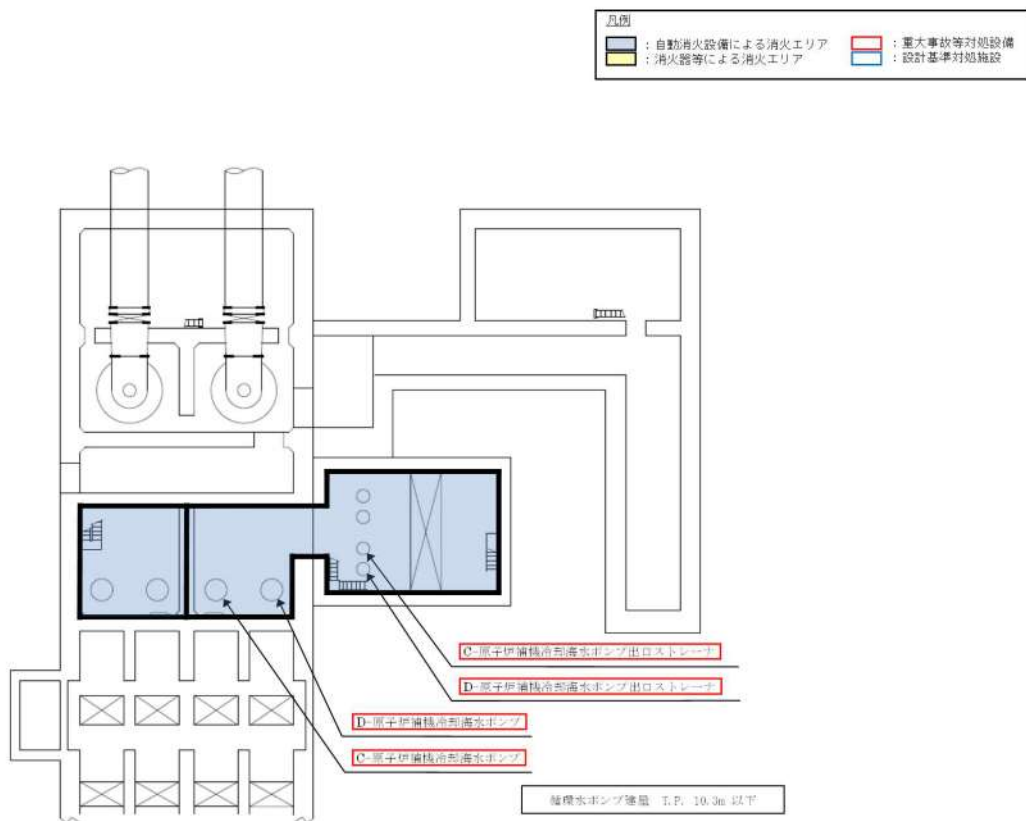 凡例
：自動消火設備による消火エリア
：重大事故等対処設備
：消火器等による消火エリア
：設計基準対処施設
C-原子炉補機冷却海水ポンプ出口ストレーナ
D-原子炉補機冷却海水ポンプ出口ストレーナ
D-原子炉補機冷却海水ポンプ
C-原子炉補機冷却海水ポンプ
循環水ポンプ建屋 T.P. 10.3m 以下